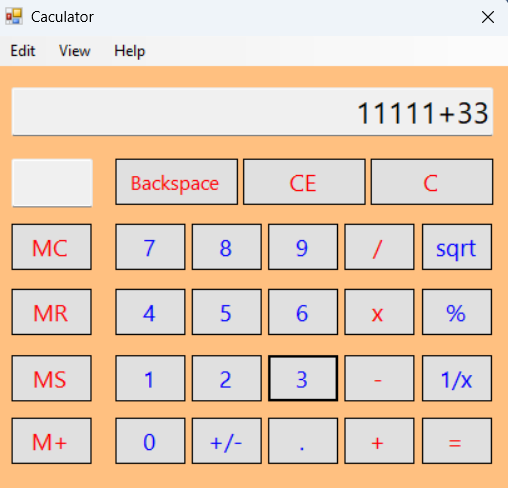 Caculator
Edit View Help
11111+33
Backspace CE C
MC 7 8 9 / sqrt
MR 4 5 6 x %
MS 1 2 3 - 1/x
M+ 0 +/- . + =